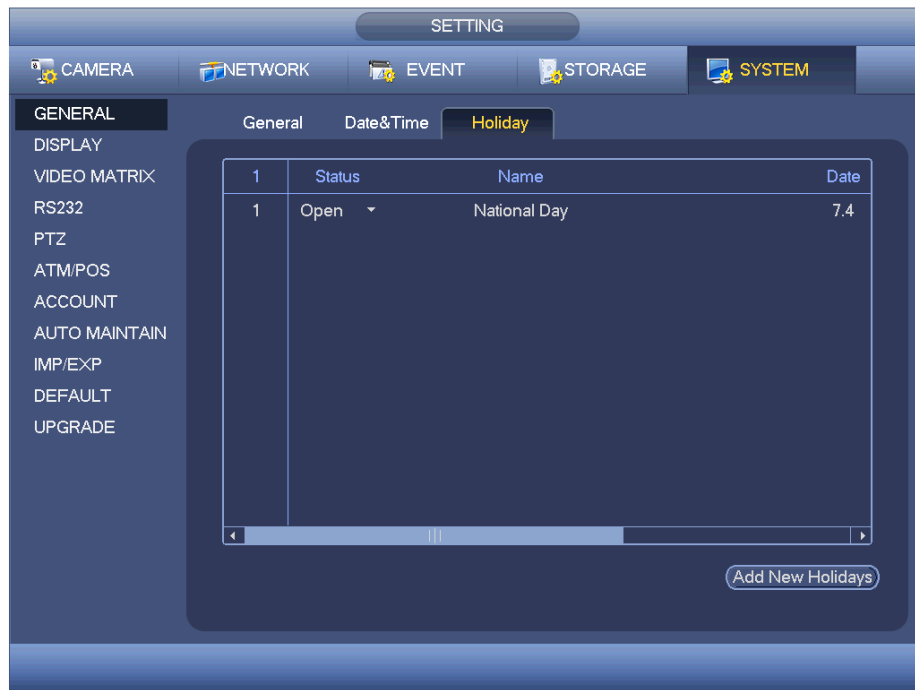 SETTING
CAMERA NETWORK EVENT STORAGE SYSTEM
GENERAL
DISPLAY
VIDEO MATRIX
RS232
PTZ
ATM/POS
ACCOUNT
AUTO MAINTAIN
IMP/EXP
DEFAULT
UPGRADE
General Date&Time Holiday
1 Status Name Date
1 Open National Day 7.4
Add New Holidays